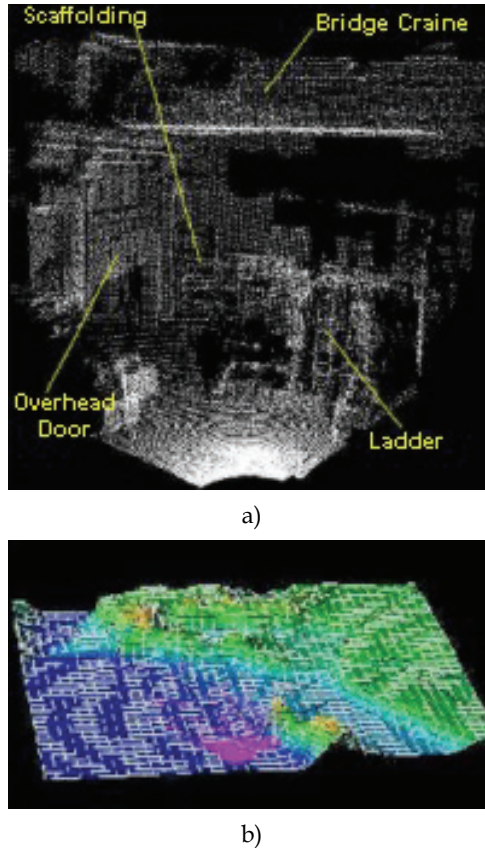 Scaffolding
Bridge Craine
Overhead
Door
Ladder
a)
b)